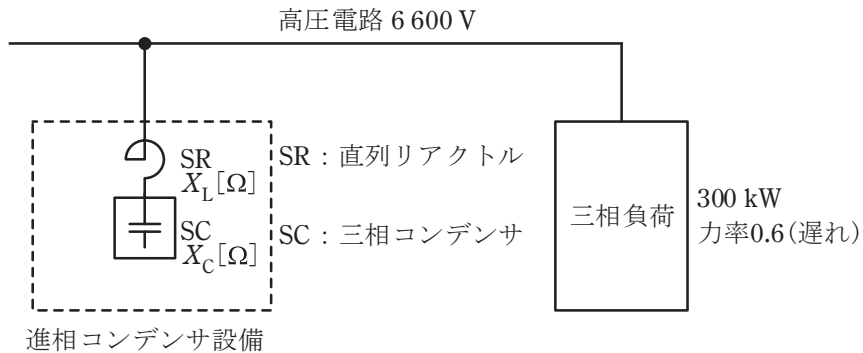 高圧電路 6 600 V
SR
X_L[Ω]
SR：直列リアクトル
SC
X_C[Ω]
SC：三相コンデンサ
進相コンデンサ設備
三相負荷
300 kW
力率0.6(遅れ)